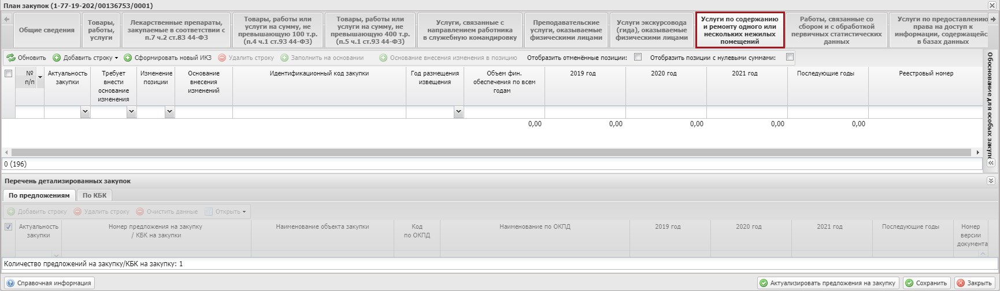 План закупок (1-77-19-202/00136753/0001)
Общие сведения
Товары,
работы,
услуги
Лекарственные препараты,
закупаемые в соответствии с
п.7 ч.2 ст.83 44-ФЗ
Товары, работы или
услуги на сумму, не
превышающую 100 т.р.
(п.4 ч.1 ст.93 44-ФЗ)
Товары, работы или
услуги на сумму, не
превышающую 400 т.р.
(п.5 ч.1 ст.93 44-ФЗ)
Услуги, связанные с
направлением работника
в служебную командировку
Преподавательские
услуги, оказываемые
физическими лицами
Услуги экскурсовода
(гида), оказываемые
физическими лицами
Услуги по содержанию
и ремонту одного или
нескольких нежилых
помещений
Работы, связанные со
сбором и с обработкой
первичных статистических
данных
Услуги по предоставлению
права на доступ к
информации, содержащейс
в базах данных
Обновить Добавить строку Сформировать новый ИКЗ Удалить строку Заполнить на основании Основание внесения изменения в позицию Отобразить отменённые позиции: Отобразить позиции с нулевыми суммами:
№
п/п
Актуальность
закупки
Требует
внести
основание
изменения
Изменение
позиции
Основание
внесения
изменений
Идентификационный код закупки
Год размещения
извещения
Объем фин.
обеспечения по всем
годам
2019 год
2020 год
2021 год
Последующие годы
Реестровый номер
0,00 0,00 0,00 0,00 0,00
Обоснование для особых закупо
0 (196)
Перечень детализированных закупок
По предложениям По КБК
Добавить строку Удалить строку Очистить данные Открыть
Актуальность
закупки
Номер предложения на закупку
/ КБК на закупки
Наименование объекта закупки
Код
по ОКПД
Наименование по ОКПД
2019 год
2020 год
2021 год
Последующие годы
Номер
версии
документа
Количество предложений на закупку/КБК на закупку: 1
Справочная информация Актуализировать предложения на закупку Сохранить Закрыть